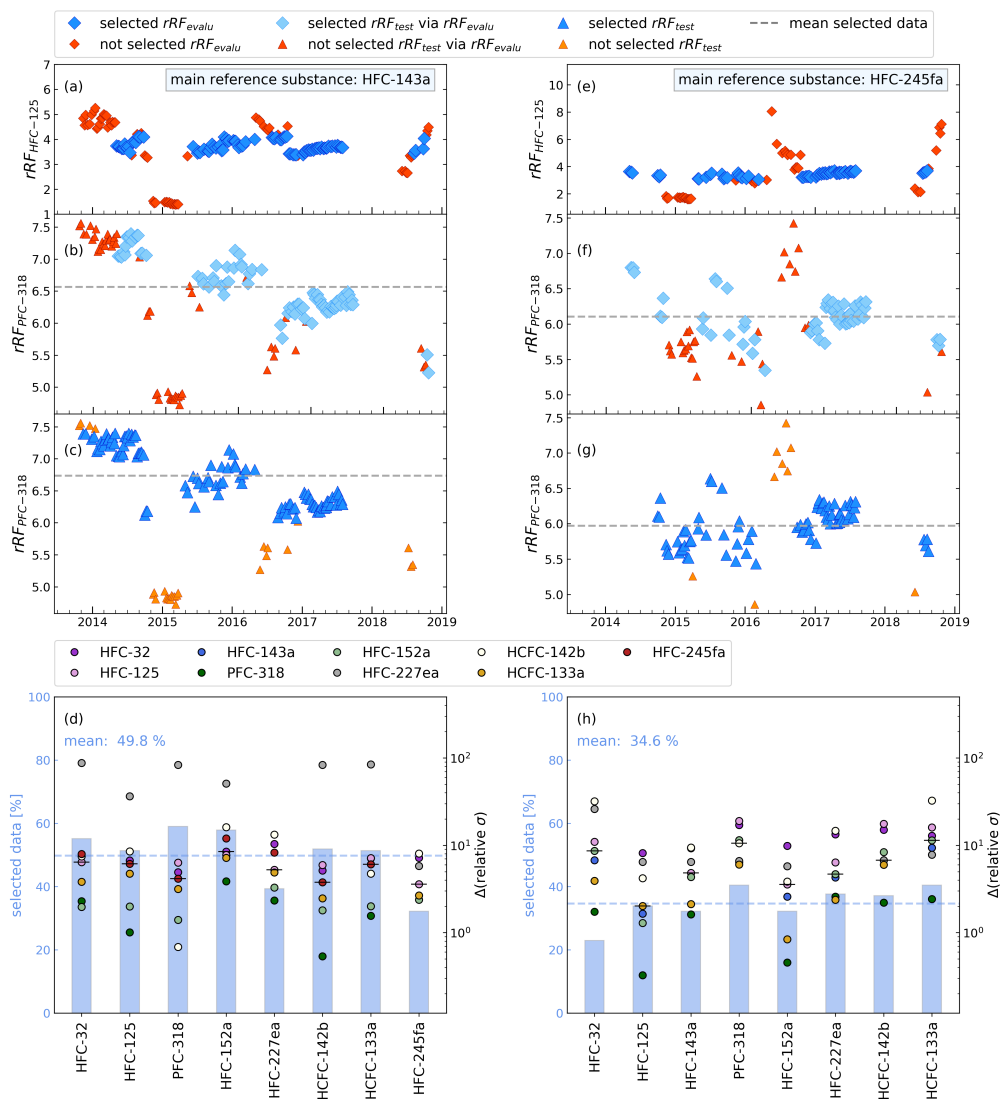 selected rRF_evalu
selected rRF_test via rRF_evalu
selected rRF_test
mean selected data
not selected rRF_evalu
not selected rRF_test via rRF_evalu
not selected rRF_test
(a)
main reference substance: HFC-143a
rRF_HFC−125
7
6
5
4
3
2
1
(e)
main reference substance: HFC-245fa
rRF_HFC−125
10
8
6
4
2
(b)
rRF_PFC−318
7.5
7.0
6.5
6.0
5.5
5.0
(f)
rRF_PFC−318
7.5
7.0
6.5
6.0
5.5
5.0
(c)
rRF_PFC−318
7.5
7.0
6.5
6.0
5.5
5.0
2014 2015 2016 2017 2018 2019
(g)
rRF_PFC−318
7.5
7.0
6.5
6.0
5.5
5.0
2014 2015 2016 2017 2018 2019
HFC-32 HFC-143a HFC-152a HCFC-142b HFC-245fa
HFC-125 PFC-318 HFC-227ea HCFC-133a
(d)
mean: 49.8 %
selected data [%]
100
80
60
40
20
0
10²
10¹
10⁰
Δ(relative σ)
HFC-32
HFC-125
PFC-318
HFC-152a
HFC-227ea
HCFC-142b
HCFC-133a
HFC-245fa
(h)
mean: 34.6 %
selected data [%]
100
80
60
40
20
0
10²
10¹
10⁰
Δ(relative σ)
HFC-32
HFC-125
HFC-143a
PFC-318
HFC-152a
HFC-227ea
HCFC-142b
HCFC-133a